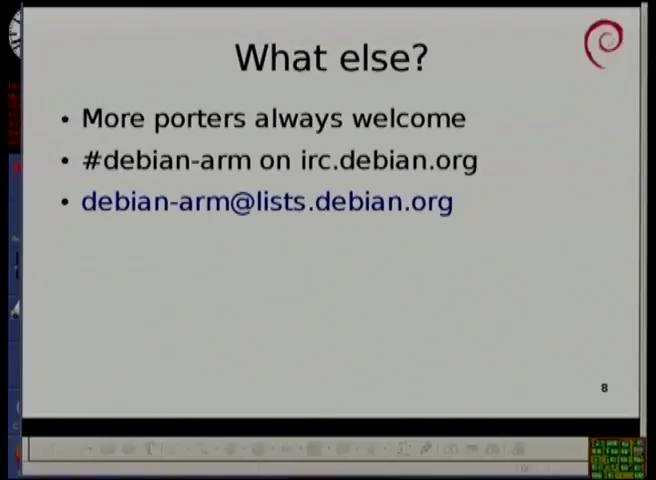 What else?
• More porters always welcome
• #debian-arm on irc.debian.org
• debian-arm@lists.debian.org
8